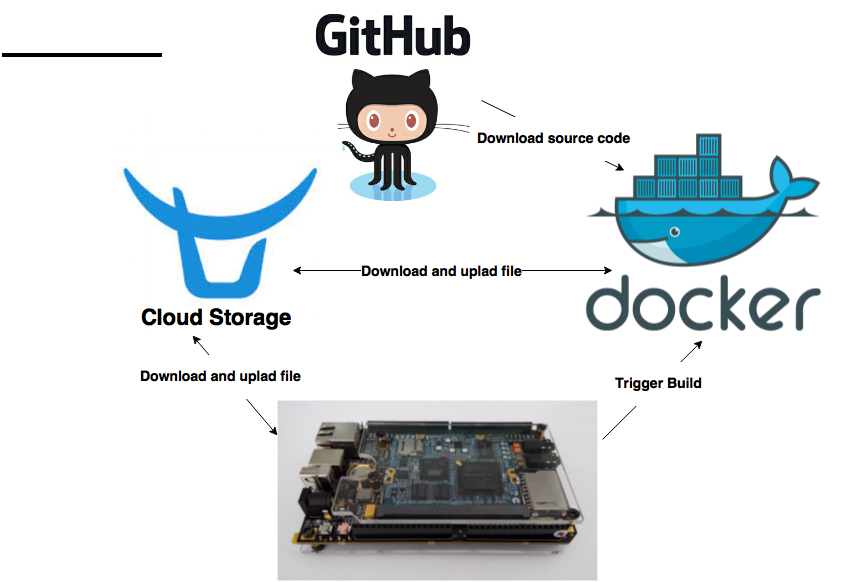 GitHub
Download source code
Download and uplad file
docker
Cloud Storage
Download and uplad file
Trigger Build